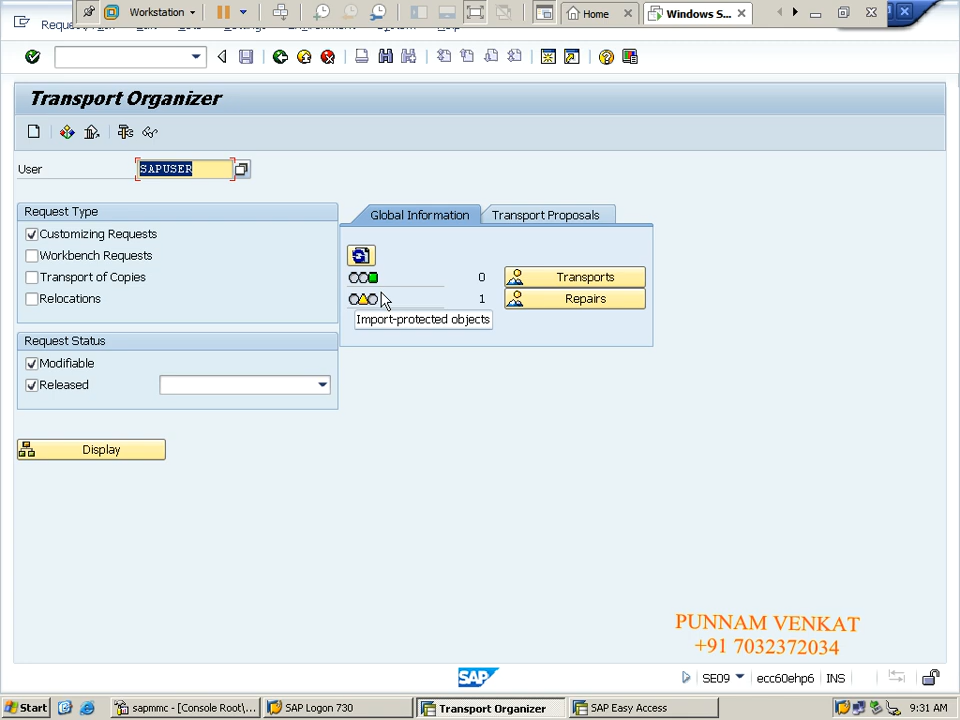 Workstation
Home
Windows S...
Transport Organizer
User
SAPUSER
Request Type
Customizing Requests
Workbench Requests
Transport of Copies
Relocations
Global Information
Transport Proposals
0
Transports
1
Repairs
Import-protected objects
Request Status
Modifiable
Released
Display
PUNNAM VENKAT
+91 7032372034
SAP
SE09
ecc60ehp6
INS
Start
sapmmc - [Console Root\...
SAP Logon 730
Transport Organizer
SAP Easy Access
9:31 AM